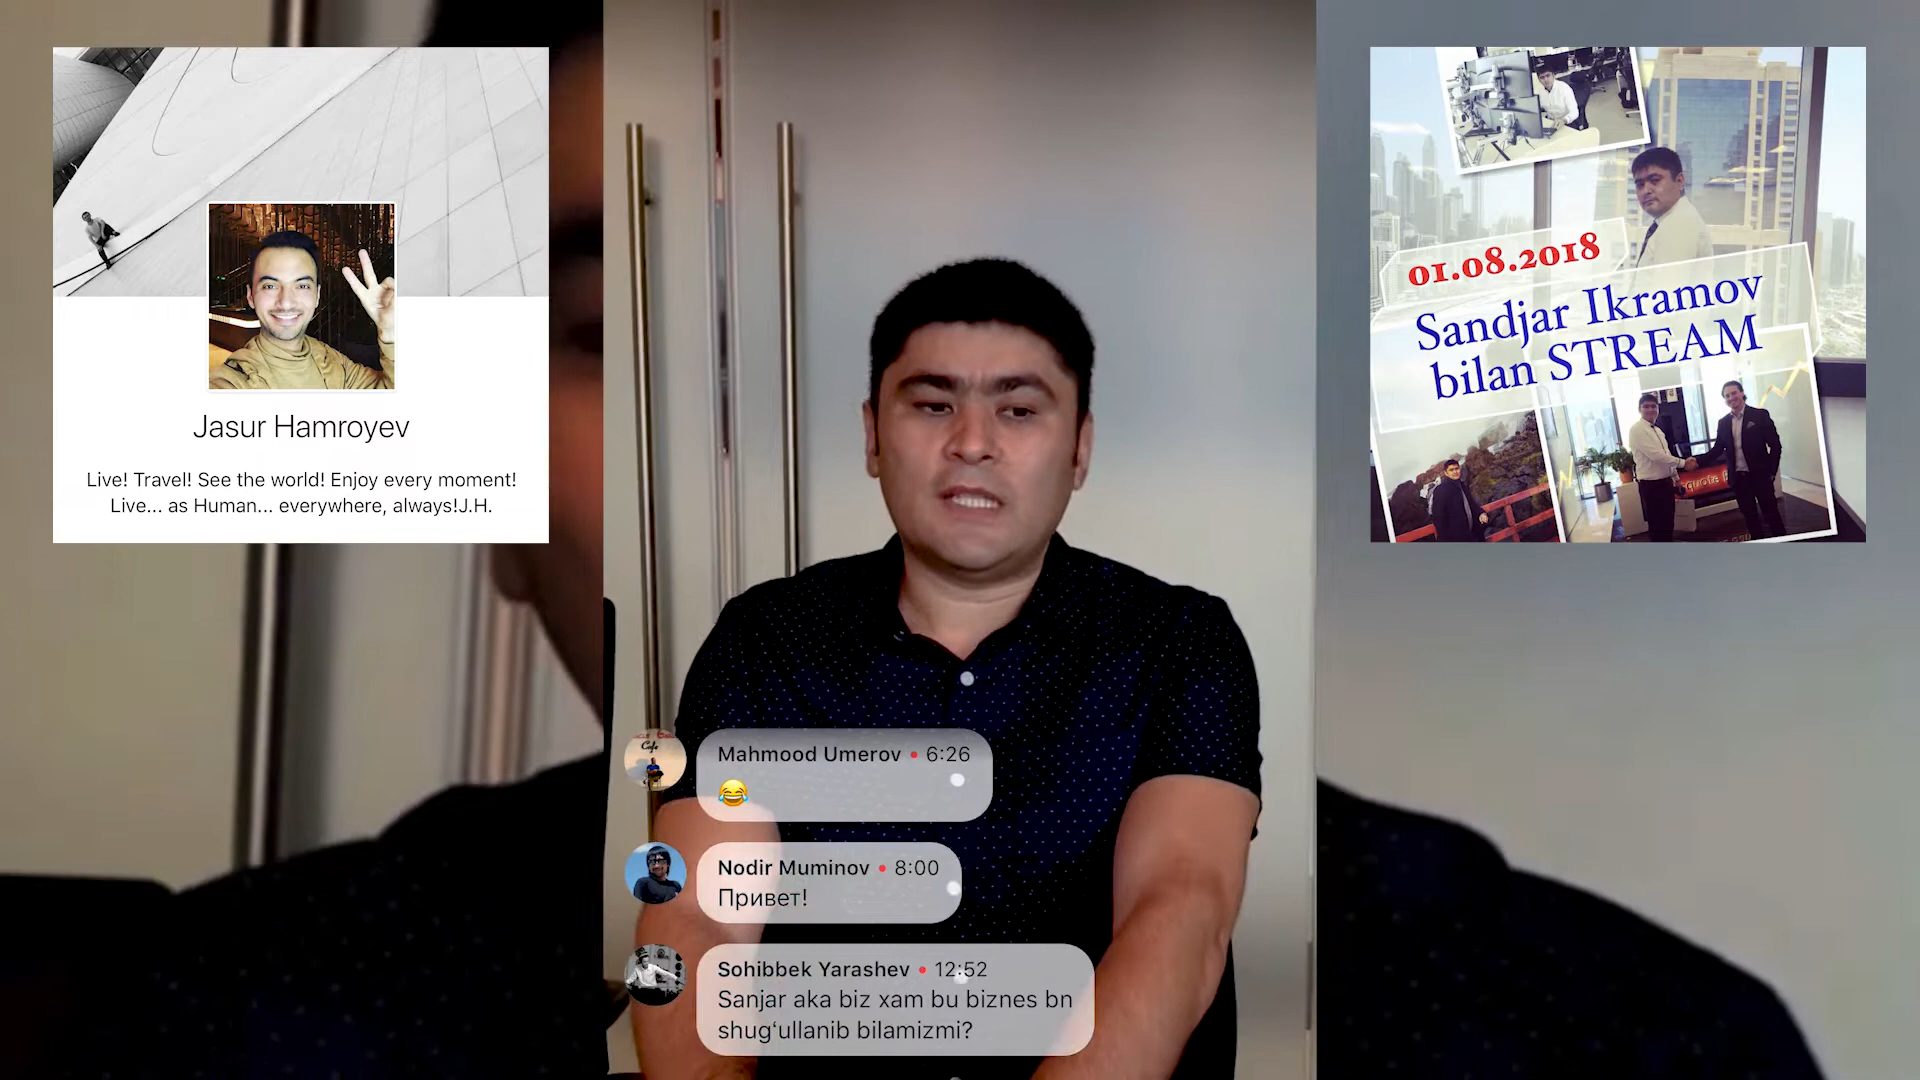 Jasur Hamroyev
Live! Travel! See the world! Enjoy every moment!
Live... as Human... everywhere, always!J.H.
01.08.2018
Sandjar Ikramov
bilan STREAM
Cafe
Mahmood Umerov • 6:26
😂
Nodir Muminov • 8:00
Привет!
Sohibbek Yarashev • 12:52
Sanjar aka biz xam bu biznes bn
shug‘ullanib bilamizmi?